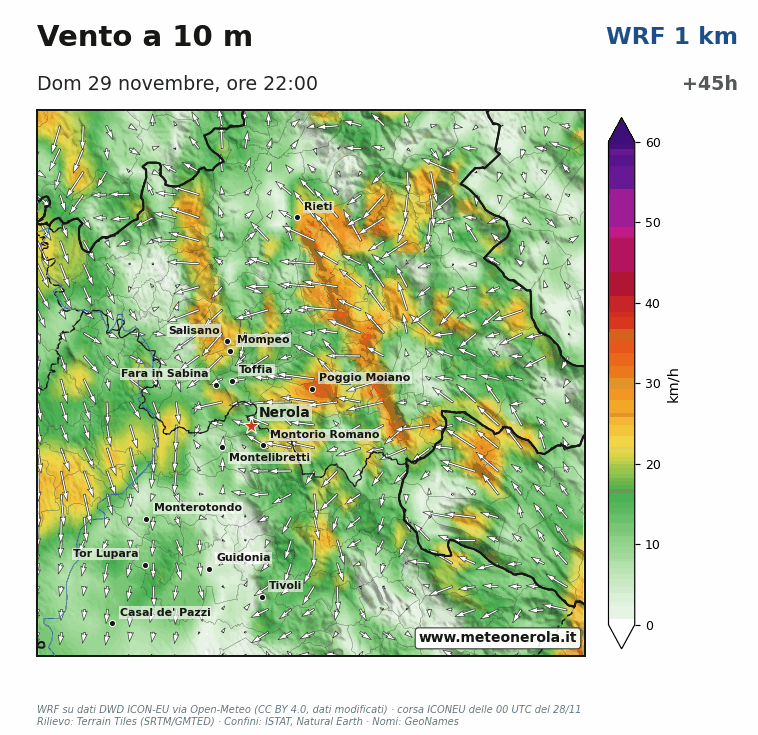 Vento a 10 m
WRF 1 km
Dom 29 novembre, ore 22:00
+45h
Rieti
Salisano
Mompeo
Fara in Sabina
Toffia
Poggio Moiano
Nerola
Montorio Romano
Montelibretti
Monterotondo
Tor Lupara
Guidonia
Tivoli
Casal de' Pazzi
www.meteonerola.it
60
50
40
30
20
10
0
km/h
WRF su dati DWD ICON-EU via Open-Meteo (CC BY 4.0, dati modificati) · corsa ICONEU delle 00 UTC del 28/11
Rilievo: Terrain Tiles (SRTM/GMTED) · Confini: ISTAT, Natural Earth · Nomi: GeoNames